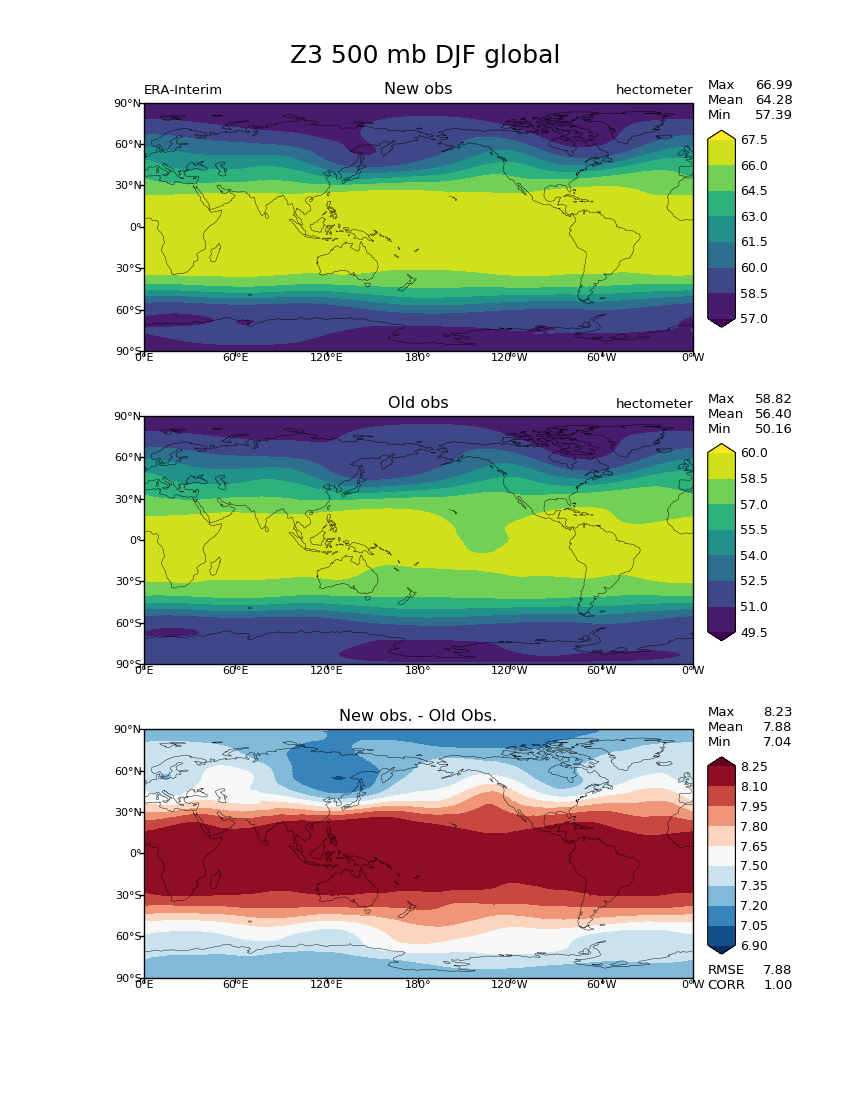 Z3 500 mb DJF global
ERA-Interim New obs hectometer
Max 66.99
Mean 64.28
Min 57.39
90°N
60°N
30°N
0°
30°S
60°S
90°S
0°E 60°E 120°E 180° 120°W 60°W 0°W
67.5
66.0
64.5
63.0
61.5
60.0
58.5
57.0
Old obs hectometer
Max 58.82
Mean 56.40
Min 50.16
90°N
60°N
30°N
0°
30°S
60°S
90°S
0°E 60°E 120°E 180° 120°W 60°W 0°W
60.0
58.5
57.0
55.5
54.0
52.5
51.0
49.5
New obs. - Old Obs.
Max 8.23
Mean 7.88
Min 7.04
90°N
60°N
30°N
0°
30°S
60°S
90°S
0°E 60°E 120°E 180° 120°W 60°W 0°W
8.25
8.10
7.95
7.80
7.65
7.50
7.35
7.20
7.05
6.90
RMSE 7.88
CORR 1.00